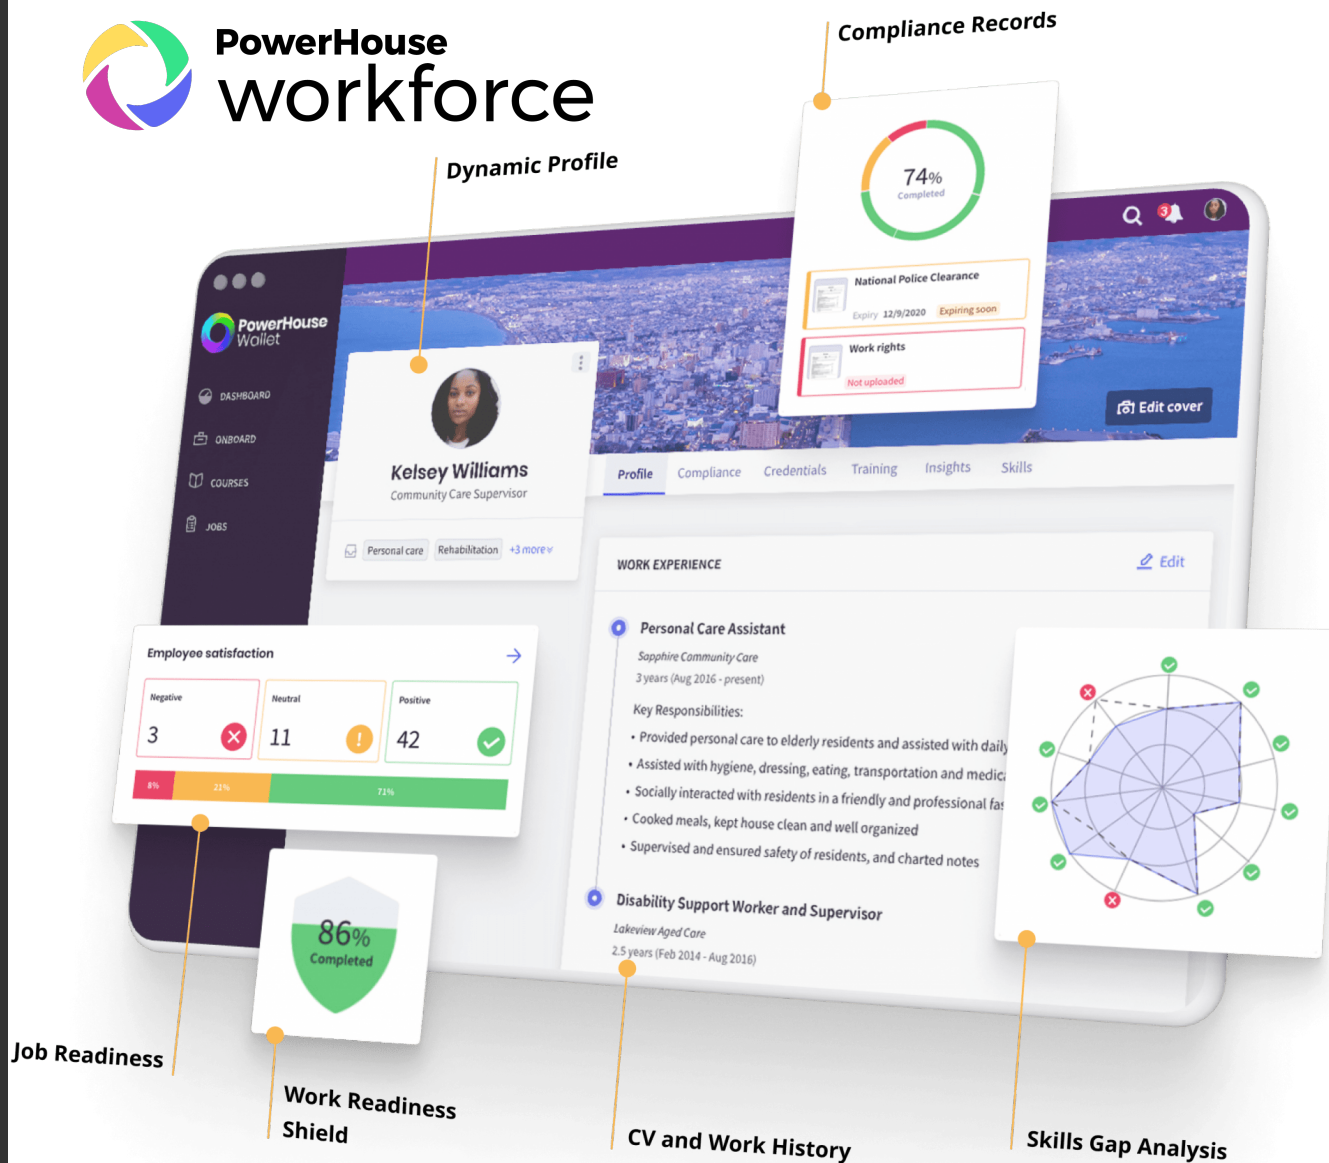 PowerHouse
workforce
Compliance Records
Dynamic Profile
74%
Completed
National Police Clearance
Expiry 12/9/2020 Expiring soon
Work rights
Not uploaded
3
PowerHouse
Wallet
DASHBOARD
ONBOARD
COURSES
JOBS
Edit cover
Kelsey Williams
Community Care Supervisor
Personal care Rehabilitation +3 more
Profile Compliance Credentials Training Insights Skills
WORK EXPERIENCE Edit
Personal Care Assistant
Sapphire Community Care
3 years (Aug 2016 - present)
Key Responsibilities:
• Provided personal care to elderly residents and assisted with daily
• Assisted with hygiene, dressing, eating, transportation and medica
• Socially interacted with residents in a friendly and professional fas
• Cooked meals, kept house clean and well organized
• Supervised and ensured safety of residents, and charted notes
Disability Support Worker and Supervisor
Lakeview Aged Care
2.5 years (Feb 2014 - Aug 2016)
Employee satisfaction
Negative Neutral Positive
3 11 42
8% 21% 71%
86%
Completed
Job Readiness
Work Readiness
Shield
CV and Work History
Skills Gap Analysis